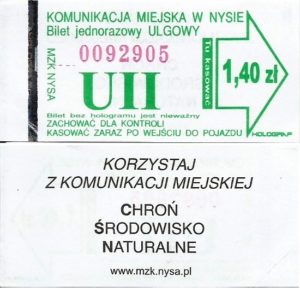 KOMUNIKACJA MIEJSKA W NYSIE
Bilet jednorazowy ULGOWY
MZK NYSA
0092905
UII
Tu kasować
1,40 zł
Bilet bez hologramu jest nieważny
ZACHOWAĆ DLA KONTROLI
KASOWAĆ ZARAZ PO WEJŚCIU DO POJAZDU
HOLOGRAF
KORZYSTAJ
Z KOMUNIKACJI MIEJSKIEJ
CHROŃ
ŚRODOWISKO
NATURALNE
www.mzk.nysa.pl